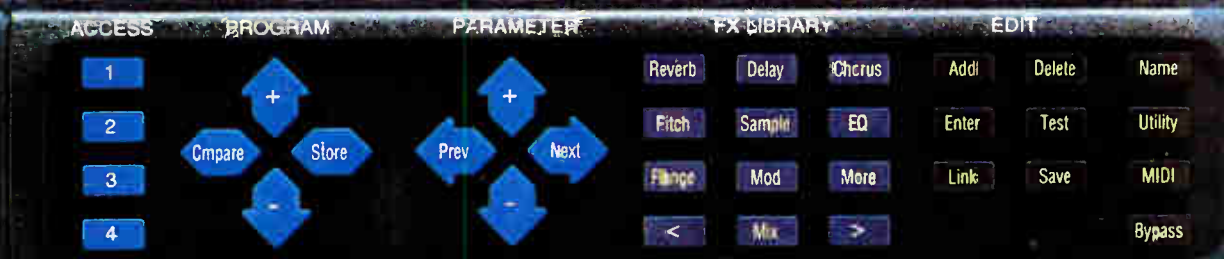 ACCESS PROGRAM PARAMETER FX LIBRARY EDIT
1 + + Reverb Delay Chorus Add Delete Name
2 Cmpare Store Prev Next Pitch Sample EQ Enter Test Utility
3 - - Flange Mod More Link Save MIDI
4 < Mix > Bypass